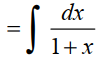 = ∫ dx / (1 + x)